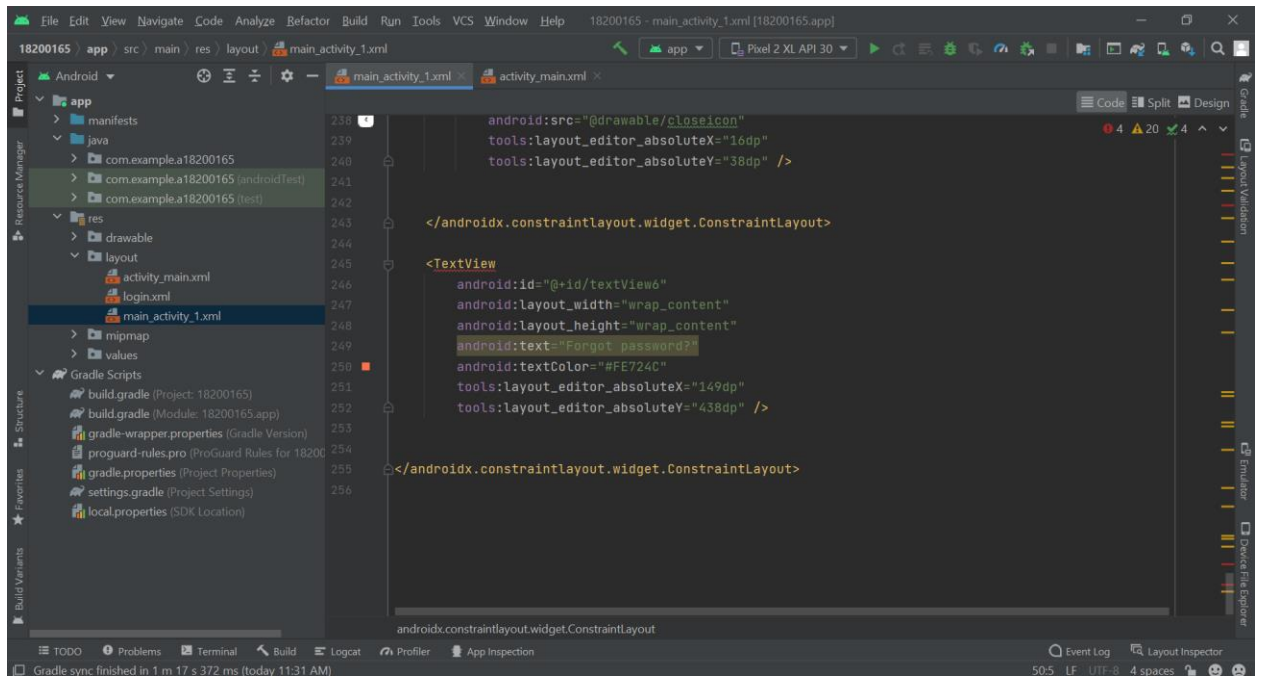 File Edit View Navigate Code Analyze Refactor Build Run Tools VCS Window Help 18200165 - main_activity_1.xml [18200165.app]
18200165 app src main res layout main_activity_1.xml app Pixel 2 XL API 30
Android main_activity_1.xml activity_main.xml
Code Split Design
4 20 4
Project
Resource Manager
Structure
Favorites
Build Variants
app
manifests
java
com.example.a18200165
com.example.a18200165 (androidTest)
com.example.a18200165 (test)
res
drawable
layout
activity_main.xml
login.xml
main_activity_1.xml
mipmap
values
Gradle Scripts
build.gradle (Project: 18200165)
build.gradle (Module: 18200165.app)
gradle-wrapper.properties (Gradle Version)
proguard-rules.pro (ProGuard Rules for 18200
gradle.properties (Project Properties)
settings.gradle (Project Settings)
local.properties (SDK Location)
238 android:src="@drawable/closeicon"
239 tools:layout_editor_absoluteX="16dp"
240 tools:layout_editor_absoluteY="38dp" />
241
242
243 </androidx.constraintlayout.widget.ConstraintLayout>
244
245 <TextView
246 android:id="@+id/textView6"
247 android:layout_width="wrap_content"
248 android:layout_height="wrap_content"
249 android:text="Forgot password?"
250 android:textColor="#FE724C"
251 tools:layout_editor_absoluteX="149dp"
252 tools:layout_editor_absoluteY="438dp" />
253
254
255 </androidx.constraintlayout.widget.ConstraintLayout>
256
androidx.constraintlayout.widget.ConstraintLayout
Gradle
Layout Validation
Emulator
Device File Explorer
TODO Problems Terminal Build Logcat Profiler App Inspection Event Log Layout Inspector
Gradle sync finished in 1 m 17 s 372 ms (today 11:31 AM) 50:5 LF UTF-8 4 spaces